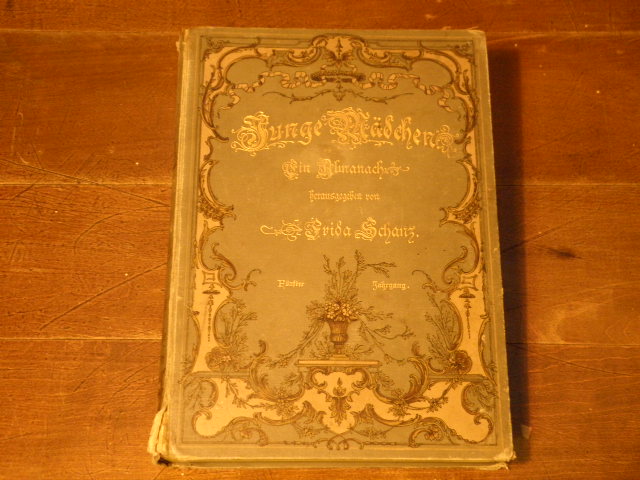 Junge Mädchen
Ein Almanach
herausgegeben von
Frida Schanz.
Fünfter Jahrgang.